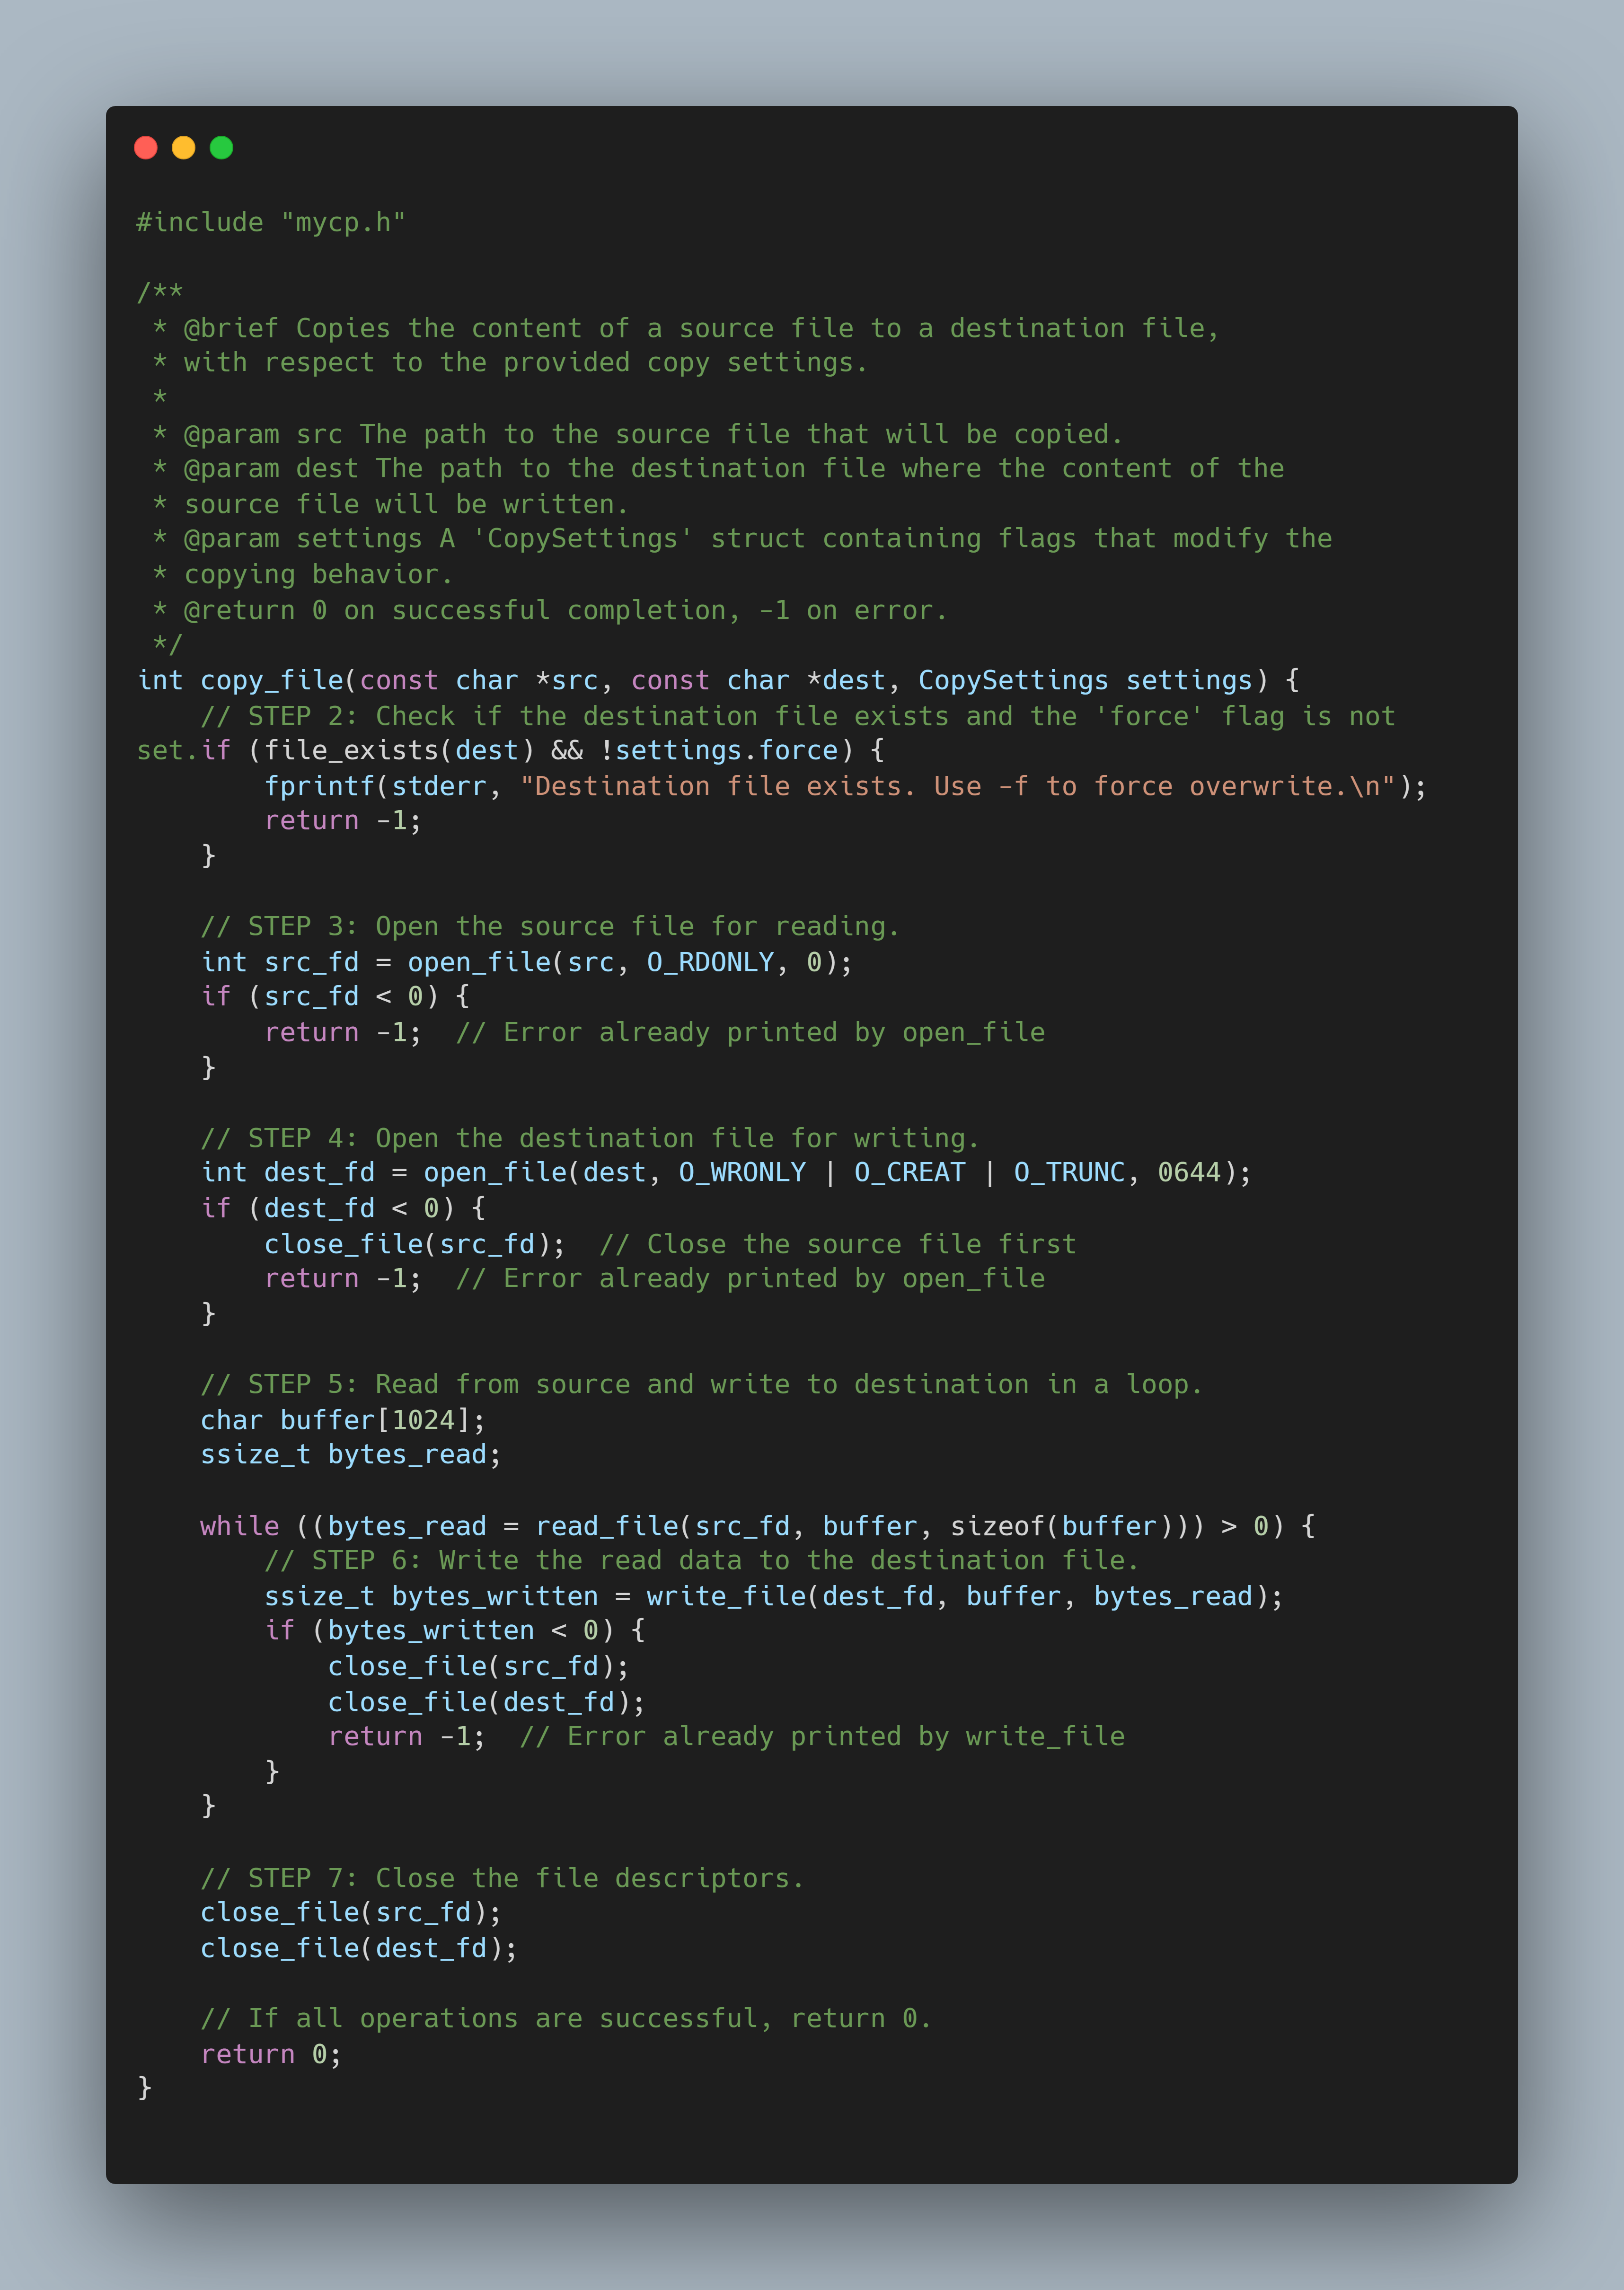 #include "mycp.h"

/**
 * @brief Copies the content of a source file to a destination file,
 * with respect to the provided copy settings.
 *
 * @param src The path to the source file that will be copied.
 * @param dest The path to the destination file where the content of the
 * source file will be written.
 * @param settings A 'CopySettings' struct containing flags that modify the
 * copying behavior.
 * @return 0 on successful completion, -1 on error.
 */
int copy_file(const char *src, const char *dest, CopySettings settings) {
    // STEP 2: Check if the destination file exists and the 'force' flag is not
set.if (file_exists(dest) && !settings.force) {
        fprintf(stderr, "Destination file exists. Use -f to force overwrite.\n");
        return -1;
    }

    // STEP 3: Open the source file for reading.
    int src_fd = open_file(src, O_RDONLY, 0);
    if (src_fd < 0) {
        return -1;  // Error already printed by open_file
    }

    // STEP 4: Open the destination file for writing.
    int dest_fd = open_file(dest, O_WRONLY | O_CREAT | O_TRUNC, 0644);
    if (dest_fd < 0) {
        close_file(src_fd);  // Close the source file first
        return -1;  // Error already printed by open_file
    }

    // STEP 5: Read from source and write to destination in a loop.
    char buffer[1024];
    ssize_t bytes_read;

    while ((bytes_read = read_file(src_fd, buffer, sizeof(buffer))) > 0) {
        // STEP 6: Write the read data to the destination file.
        ssize_t bytes_written = write_file(dest_fd, buffer, bytes_read);
        if (bytes_written < 0) {
            close_file(src_fd);
            close_file(dest_fd);
            return -1;  // Error already printed by write_file
        }
    }

    // STEP 7: Close the file descriptors.
    close_file(src_fd);
    close_file(dest_fd);

    // If all operations are successful, return 0.
    return 0;
}